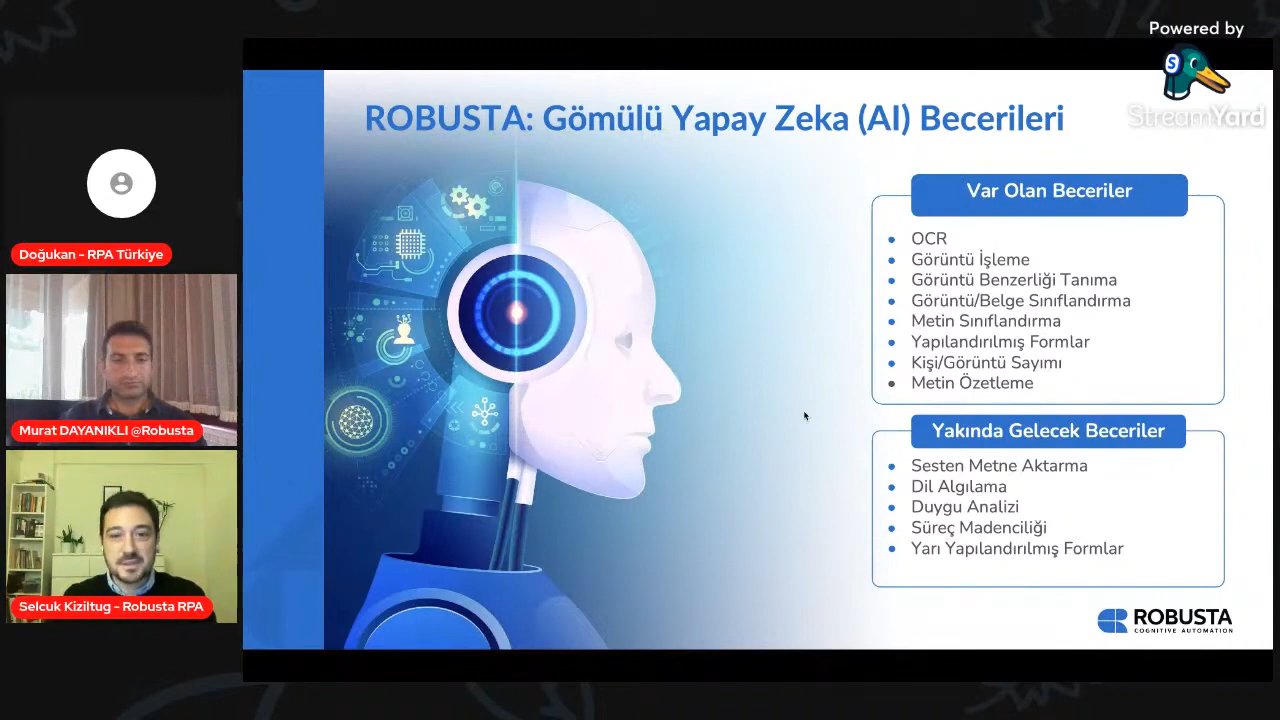 Powered by
StreamYard
ROBUSTA: Gömülü Yapay Zeka (AI) Becerileri
Var Olan Beceriler
OCR
Görüntü İşleme
Görüntü Benzerliği Tanıma
Görüntü/Belge Sınıflandırma
Metin Sınıflandırma
Yapılandırılmış Formlar
Kişi/Görüntü Sayımı
Metin Özetleme
Yakında Gelecek Beceriler
Sesten Metne Aktarma
Dil Algılama
Duygu Analizi
Süreç Madenciliği
Yarı Yapılandırılmış Formlar
ROBUSTA
COGNITIVE AUTOMATION
Doğukan - RPA Türkiye
Murat DAYANIKLI @Robusta
Selcuk Kiziltug - Robusta RPA